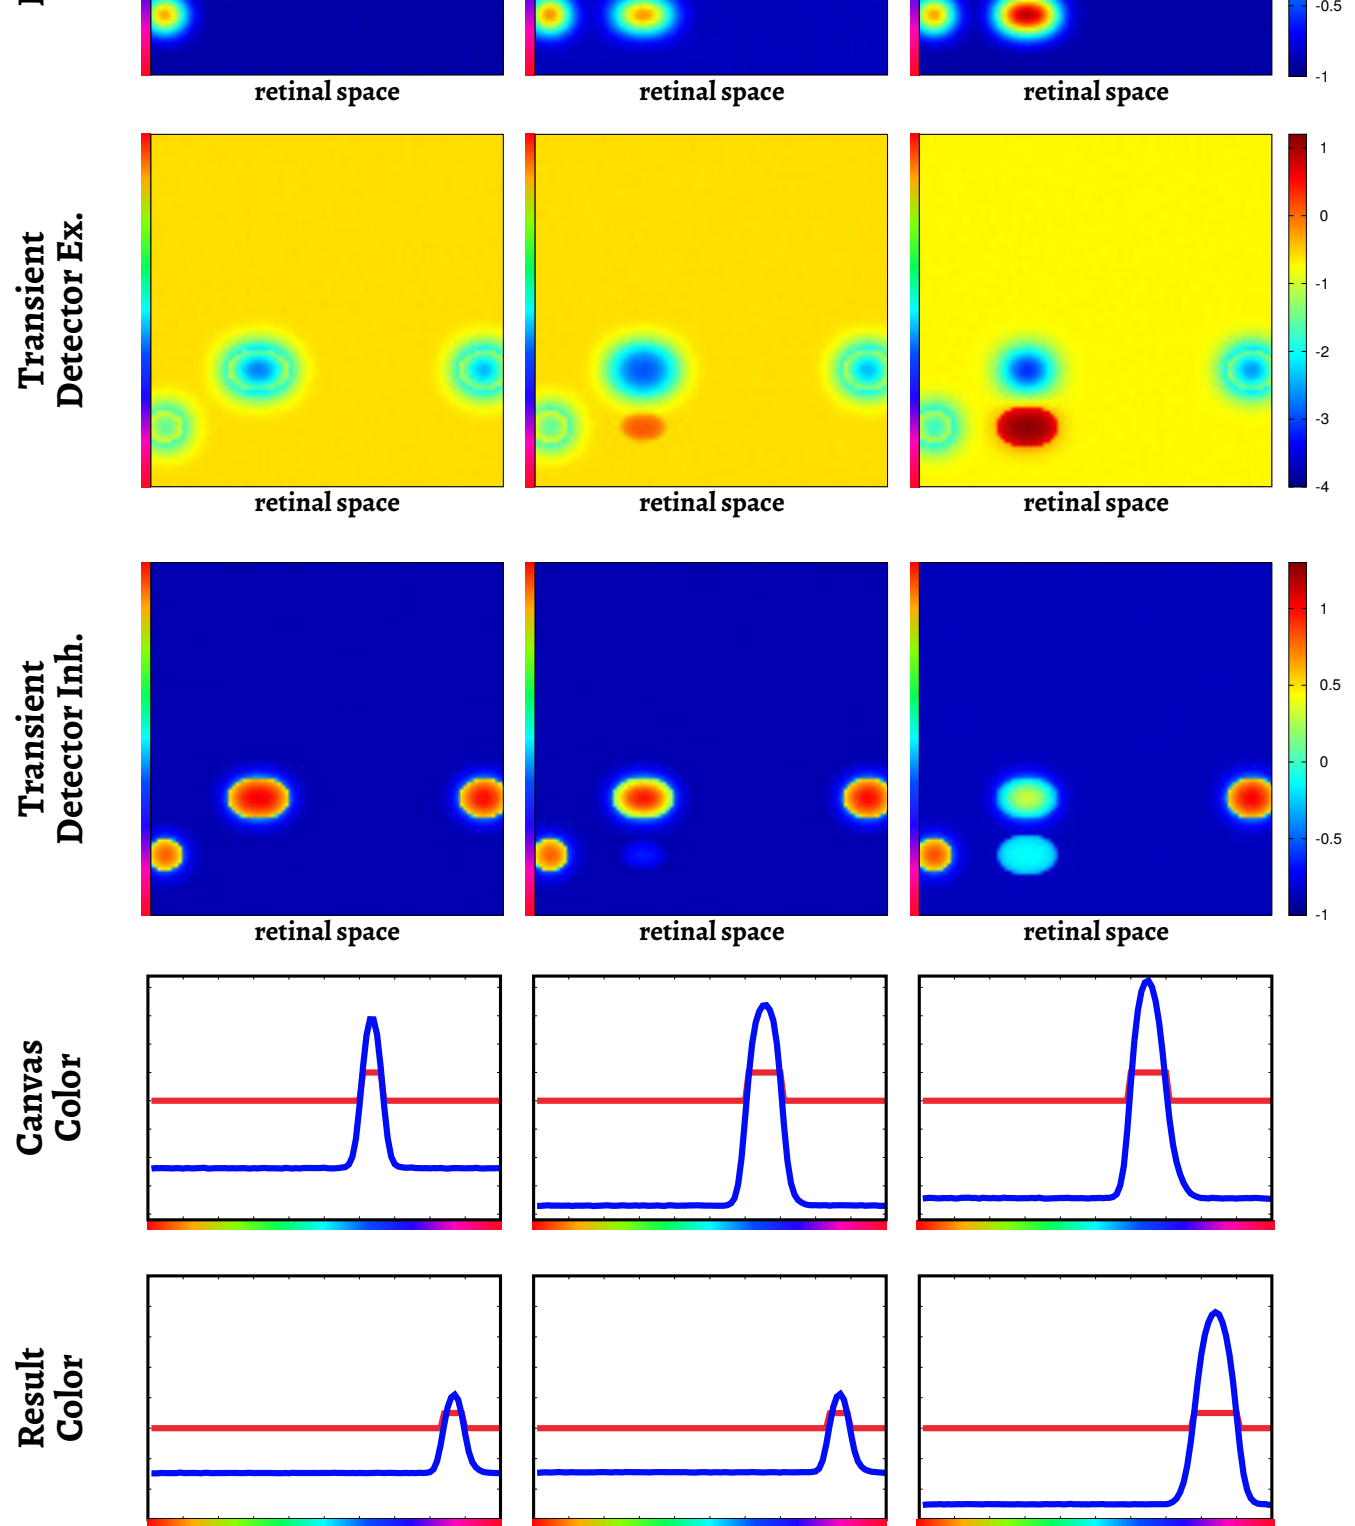 -0.5
-1
retinal space retinal space retinal space
Transient
Detector Ex.
1
0
-1
-2
-3
-4
retinal space retinal space retinal space
Transient
Detector Inh.
1
0.5
0
-0.5
-1
retinal space retinal space retinal space
Canvas
Color
Result
Color